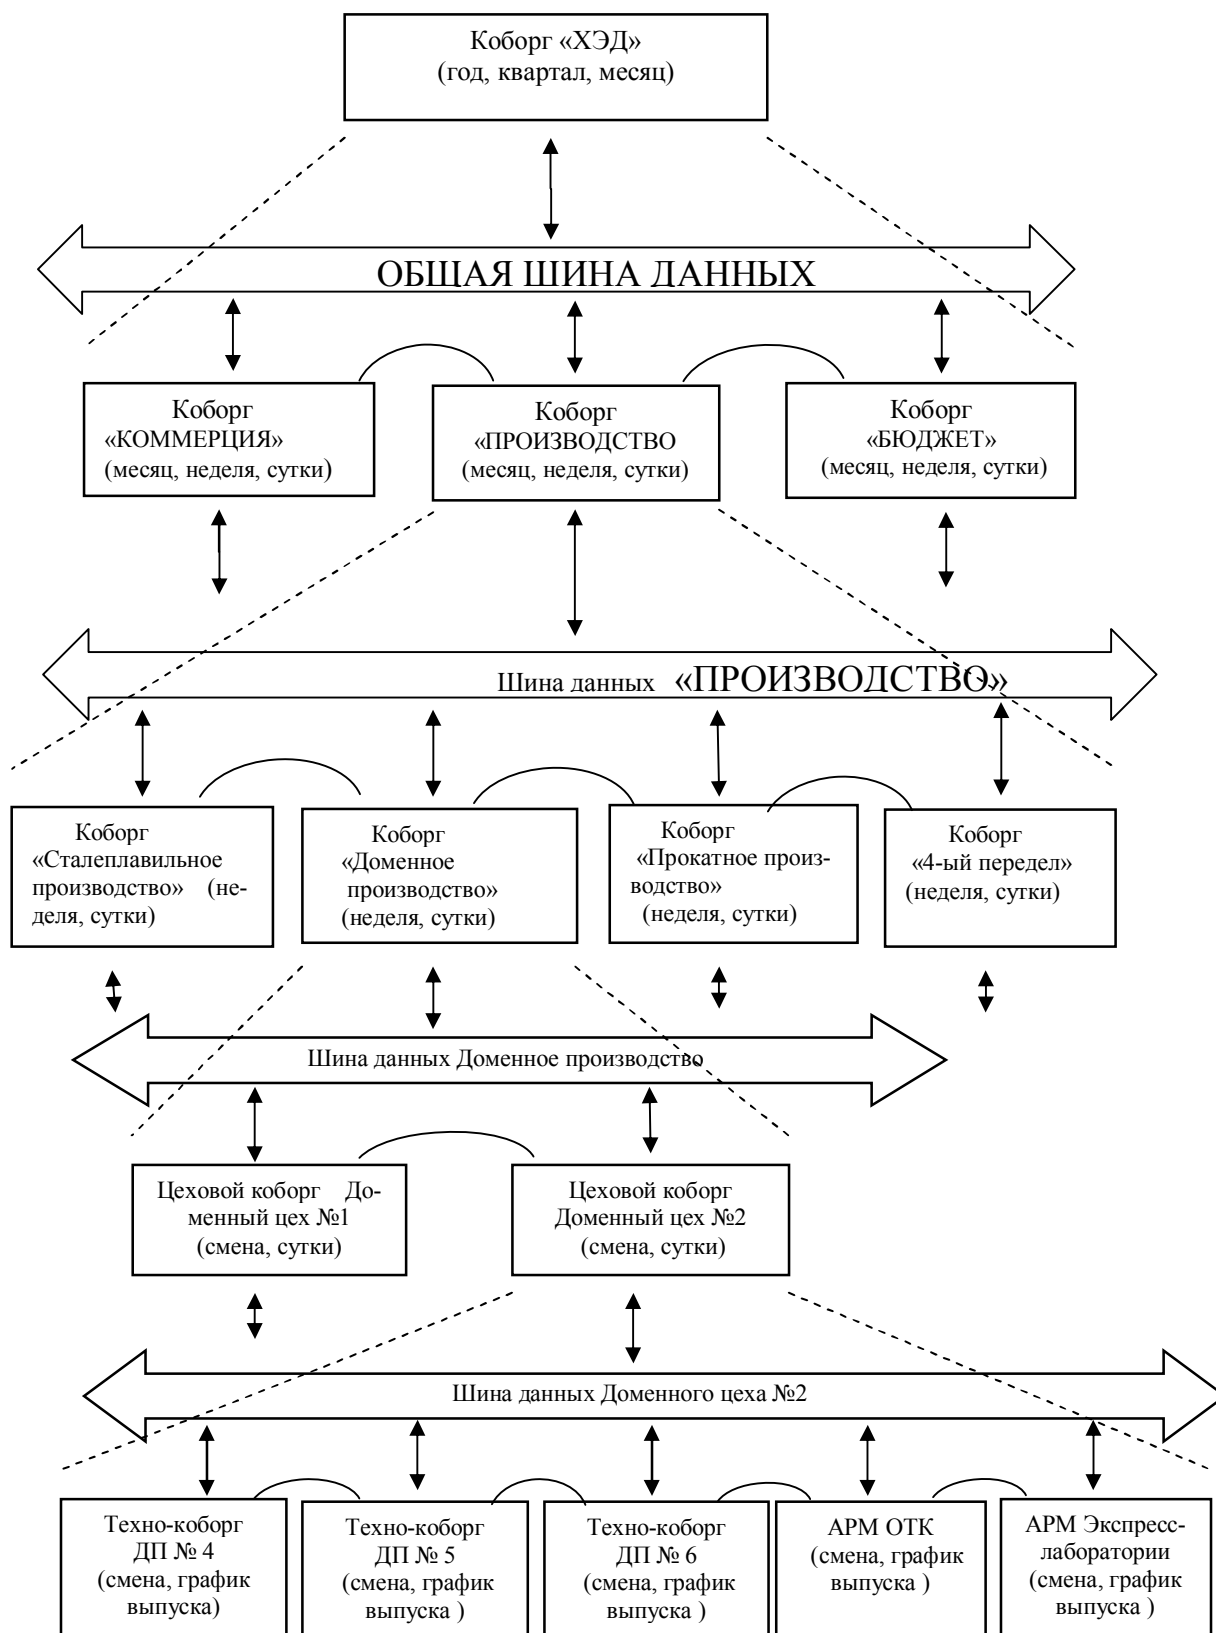 Коборг «ХЭД»
(год, квартал, месяц)
ОБЩАЯ ШИНА ДАННЫХ
Коборг
«КОММЕРЦИЯ»
(месяц, неделя, сутки)
Коборг
«ПРОИЗВОДСТВО
(месяц, неделя, сутки)
Коборг
«БЮДЖЕТ»
(месяц, неделя, сутки)
Шина данных «ПРОИЗВОДСТВО»
Коборг
«Сталеплавильное
производство» (не-
деля, сутки)
Коборг
«Доменное
производство»
(неделя, сутки)
Коборг
«Прокатное произ-
водство»
(неделя, сутки)
Коборг
«4-ый передел»
(неделя, сутки)
Шина данных Доменное производство
Цеховой коборг До-
менный цех №1
(смена, сутки)
Цеховой коборг
Доменный цех №2
(смена, сутки)
Шина данных Доменного цеха №2
Техно-коборг
ДП № 4
(смена, график
выпуска)
Техно-коборг
ДП № 5
(смена, график
выпуска )
Техно-коборг
ДП № 6
(смена, график
выпуска )
АРМ ОТК
(смена, график
выпуска )
АРМ Экспресс-
лаборатории
(смена, график
выпуска )